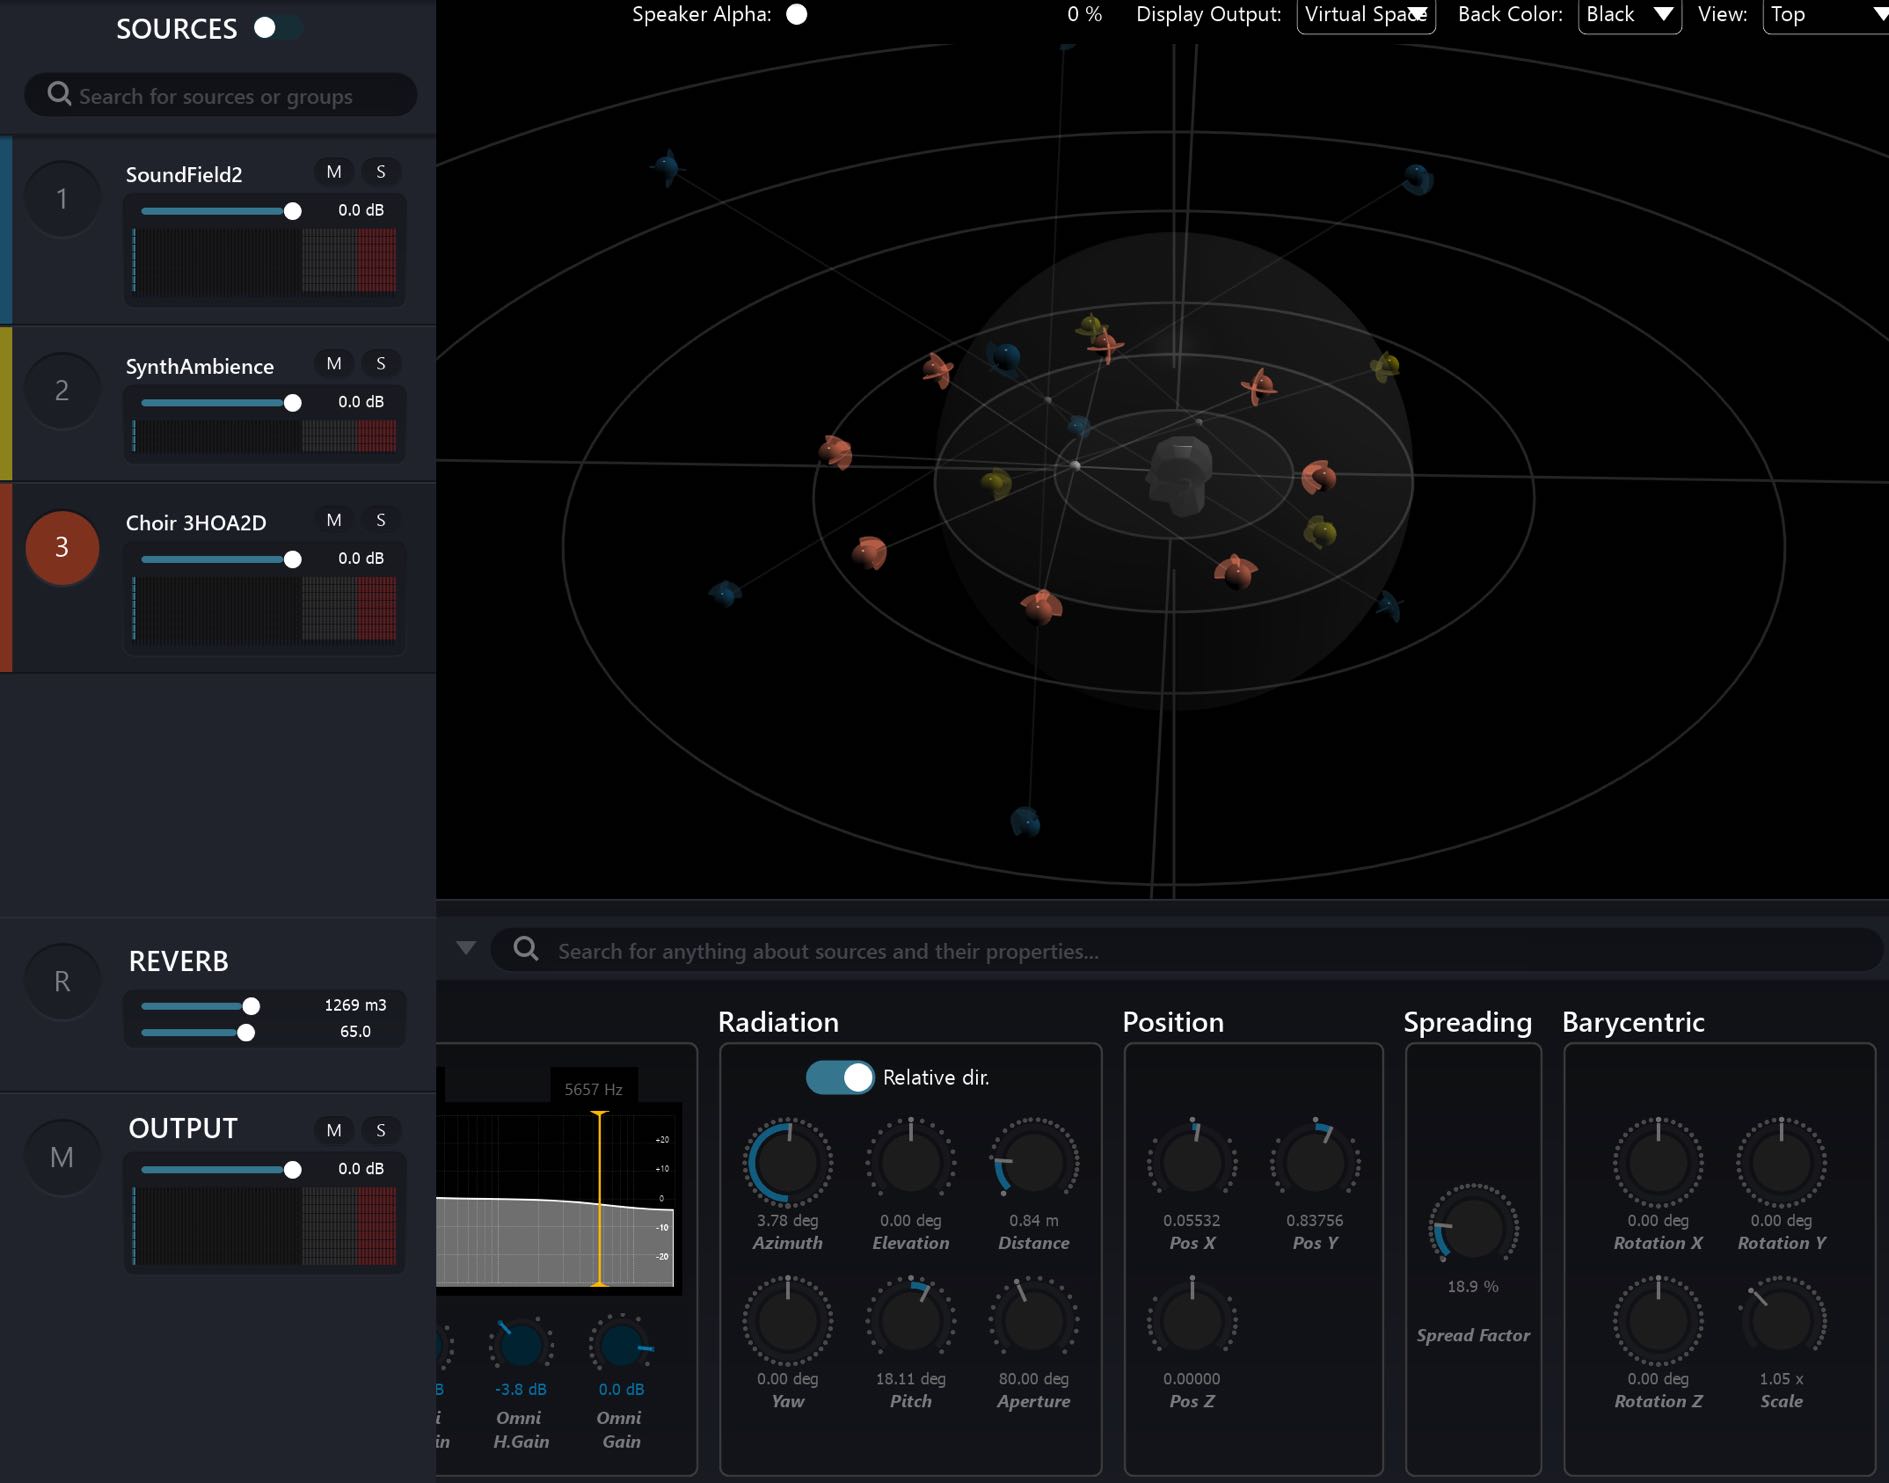 SOURCES
Speaker Alpha: 0 % Display Output: Virtual Space Back Color: Black View: Top
Search for sources or groups
1 SoundField2 M S
0.0 dB
2 SynthAmbience M S
0.0 dB
3 Choir 3HOA2D M S
0.0 dB
R REVERB
1269 m3
65.0
M OUTPUT M S
0.0 dB
Search for anything about sources and their properties...
Radiation Position Spreading Barycentric
Relative dir.
5657 Hz
+20
+10
0
-10
-20
3.78 deg 0.00 deg 0.84 m
Azimuth Elevation Distance
0.00 deg 18.11 deg 80.00 deg
Yaw Pitch Aperture
0.05532 0.83756
Pos X Pos Y
0.00000
Pos Z
18.9 %
Spread Factor
0.00 deg 0.00 deg
Rotation X Rotation Y
0.00 deg 1.05 x
Rotation Z Scale
B -3.8 dB 0.0 dB
i Omni Omni
in H.Gain Gain